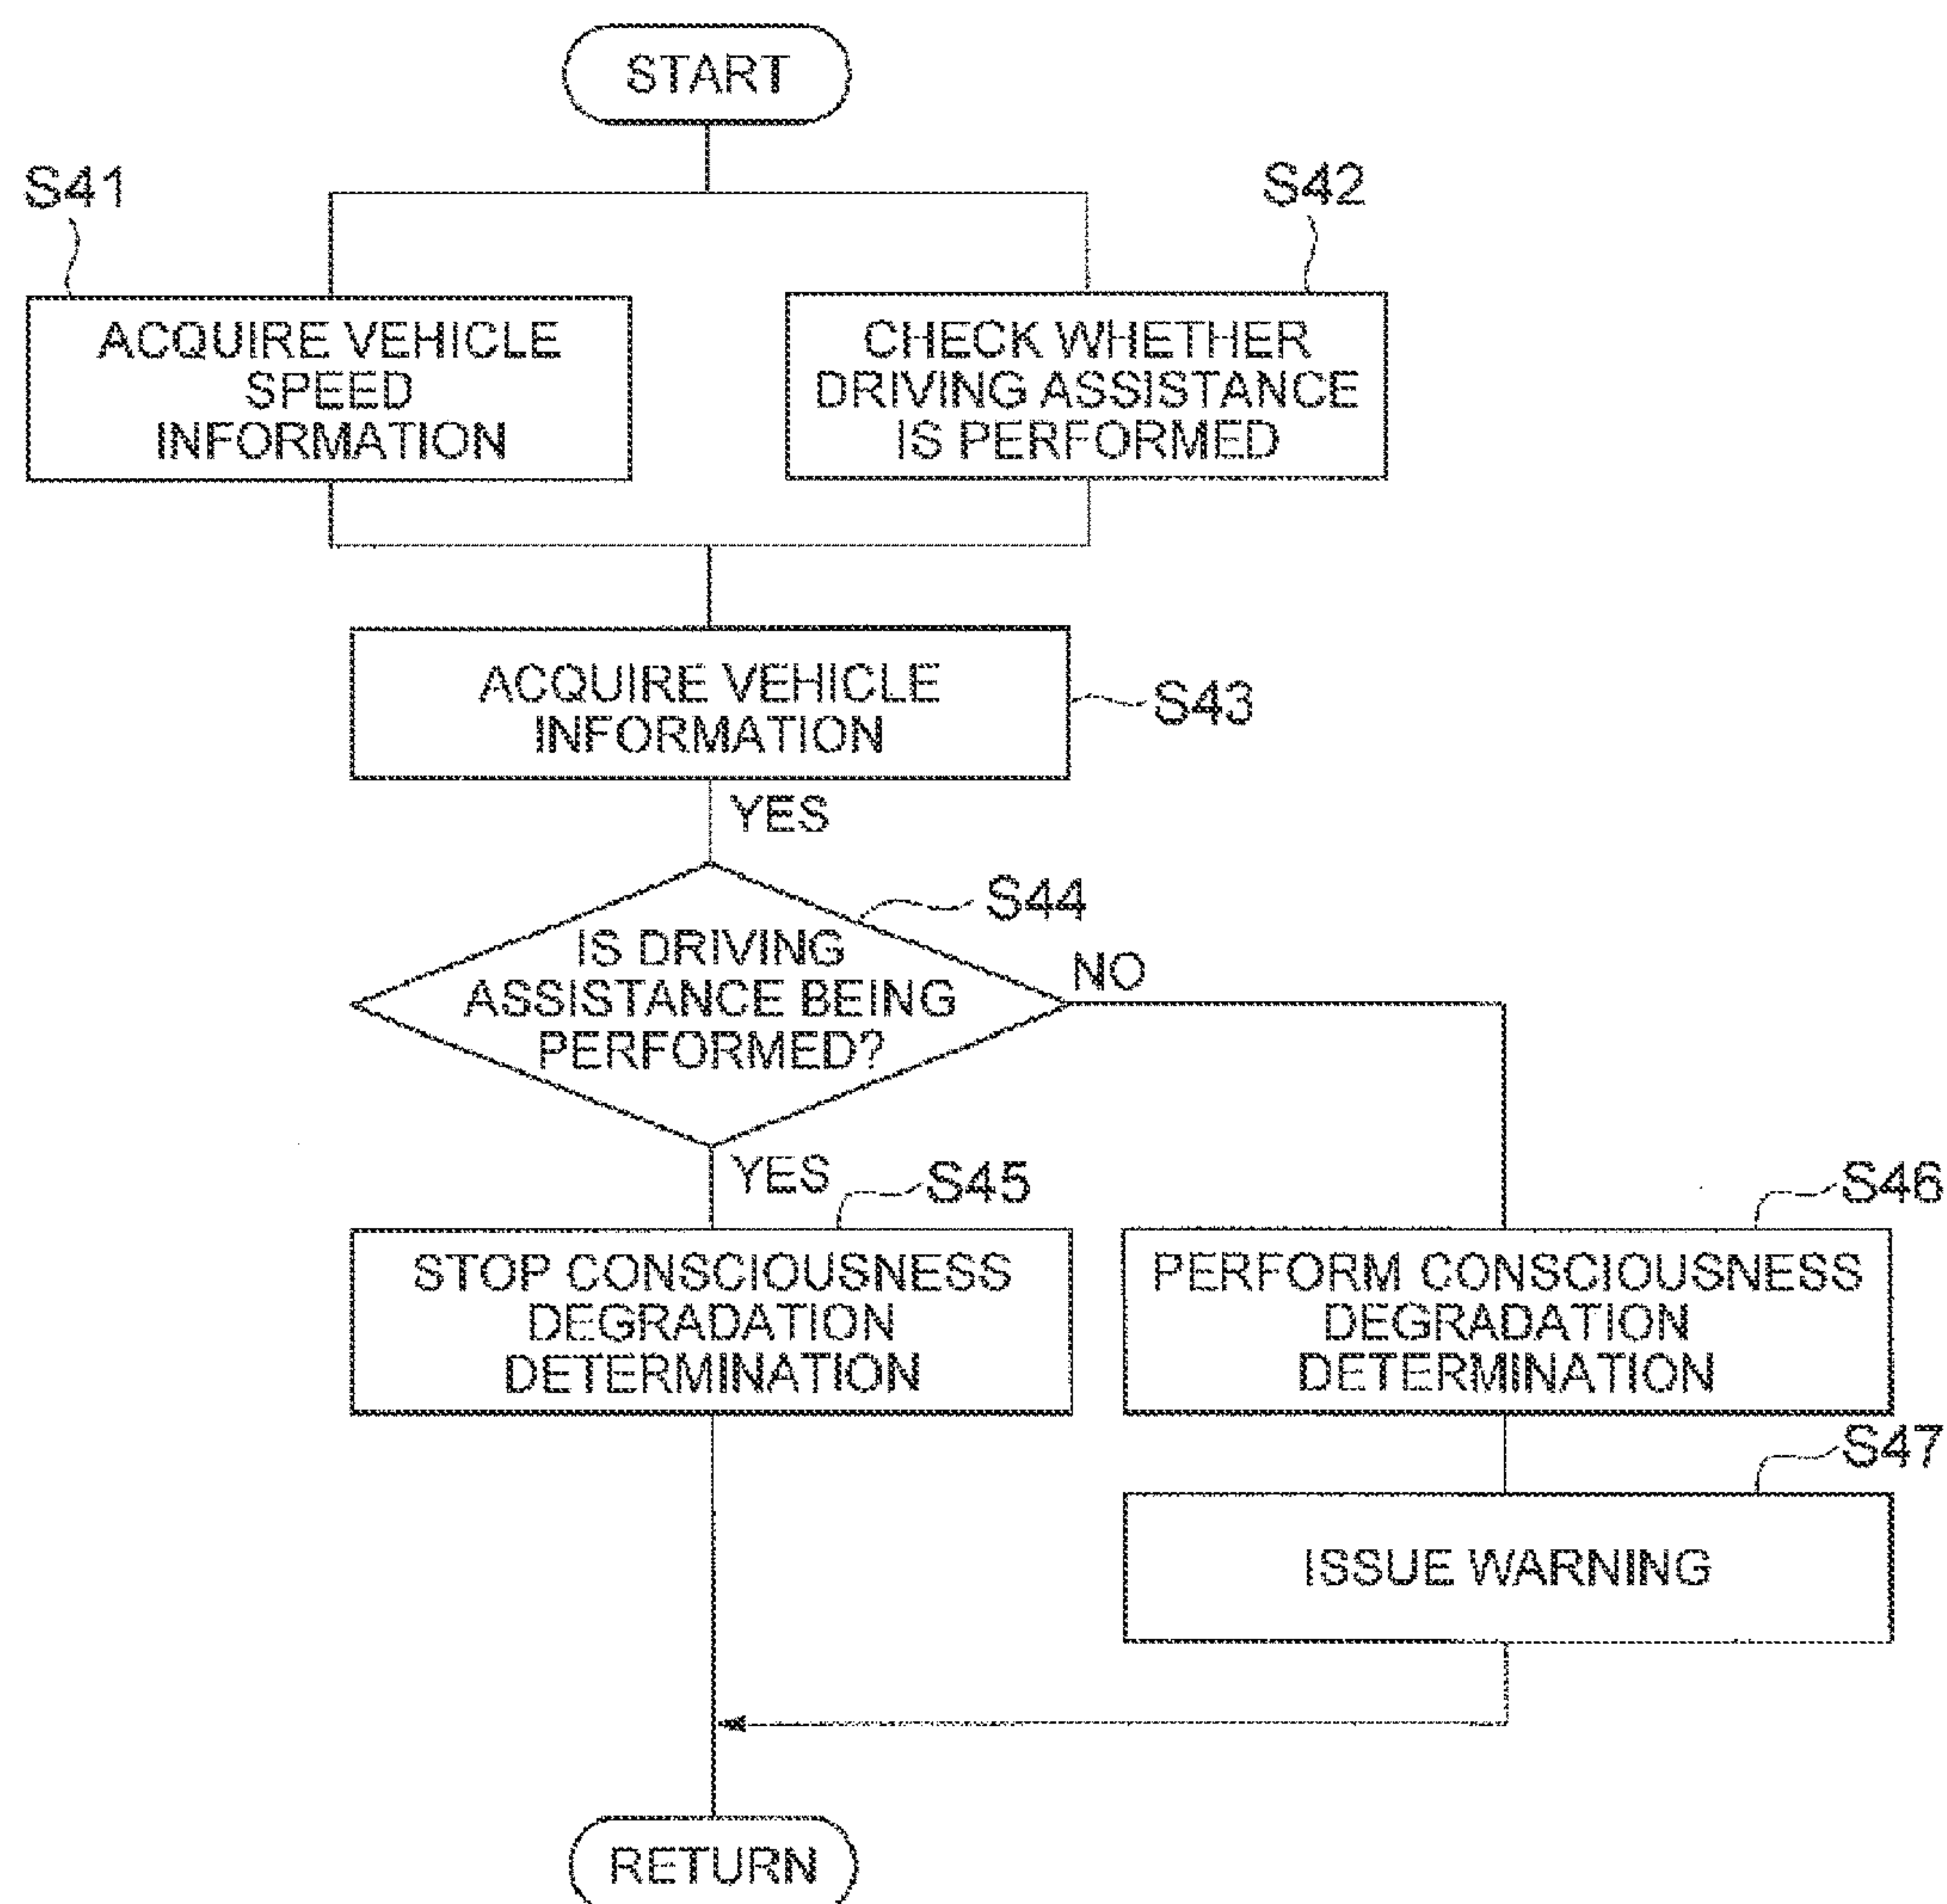 START
S41
S42
ACQUIRE VEHICLE
SPEED
INFORMATION
CHECK WHETHER
DRIVING ASSISTANCE
IS PERFORMED
ACQUIRE VEHICLE
INFORMATION
S43
YES
S44
IS DRIVING
ASSISTANCE BEING
PERFORMED?
NO
YES
S45
S46
STOP CONSCIOUSNESS
DEGRADATION
DETERMINATION
PERFORM CONSCIOUSNESS
DEGRADATION
DETERMINATION
S47
ISSUE WARNING
RETURN